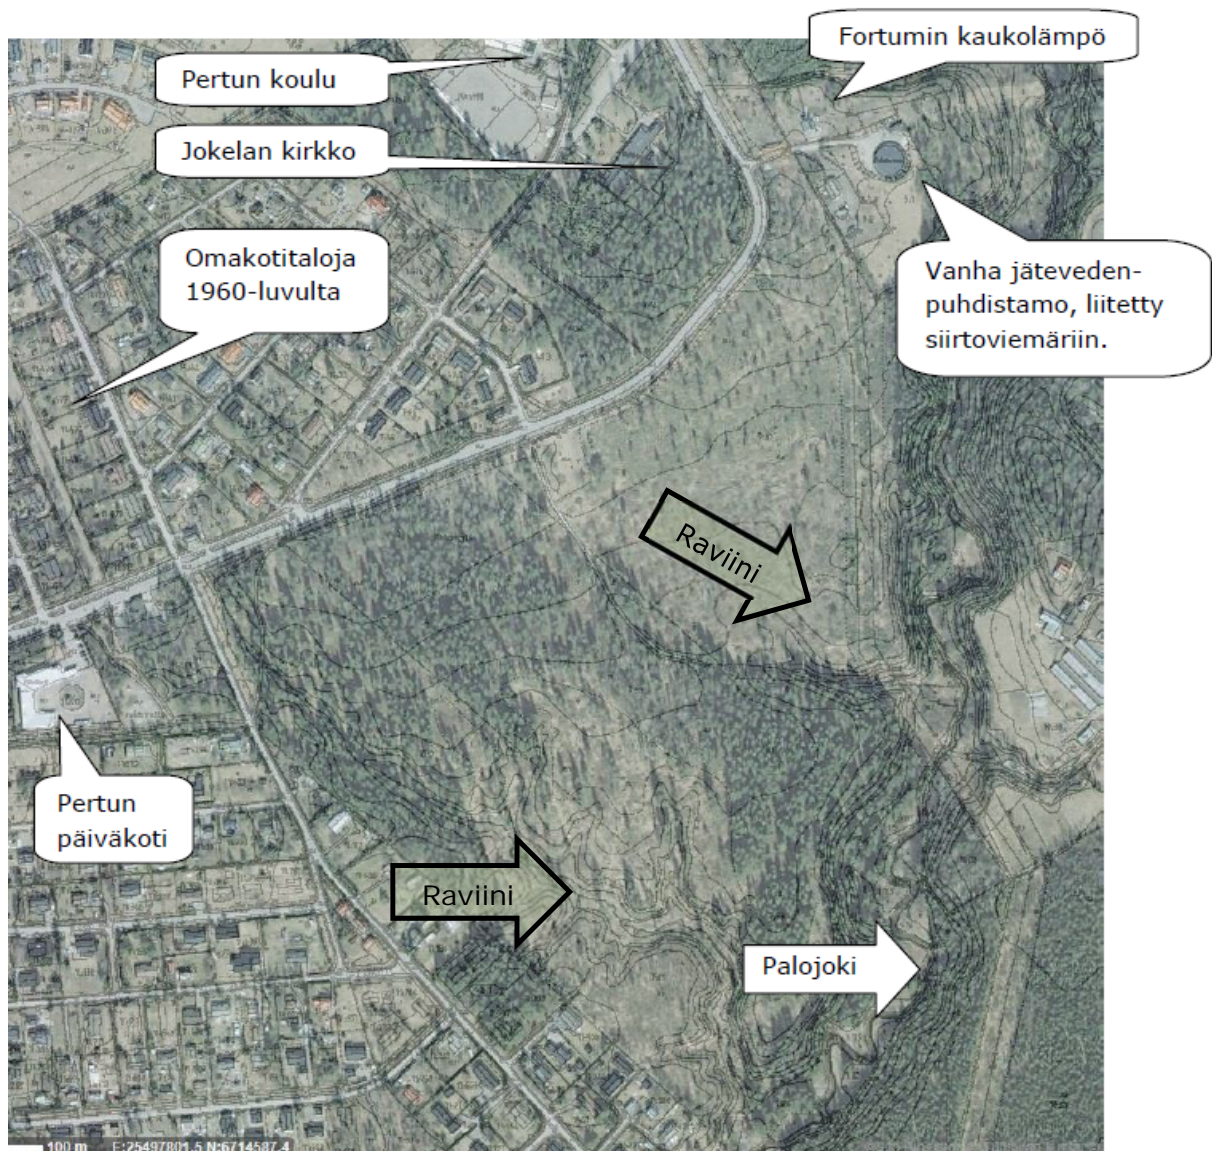 Fortumin kaukolämpö
Pertun koulu
Jokelan kirkko
Omakotitaloja
1960-luvulta
Vanha jäteveden-
puhdistamo, liitetty
siirtoviemäriin.
Raviini
Pertun
päiväkoti
Raviini
Palojoki
100 m E:25497801.5 N:6714587.4